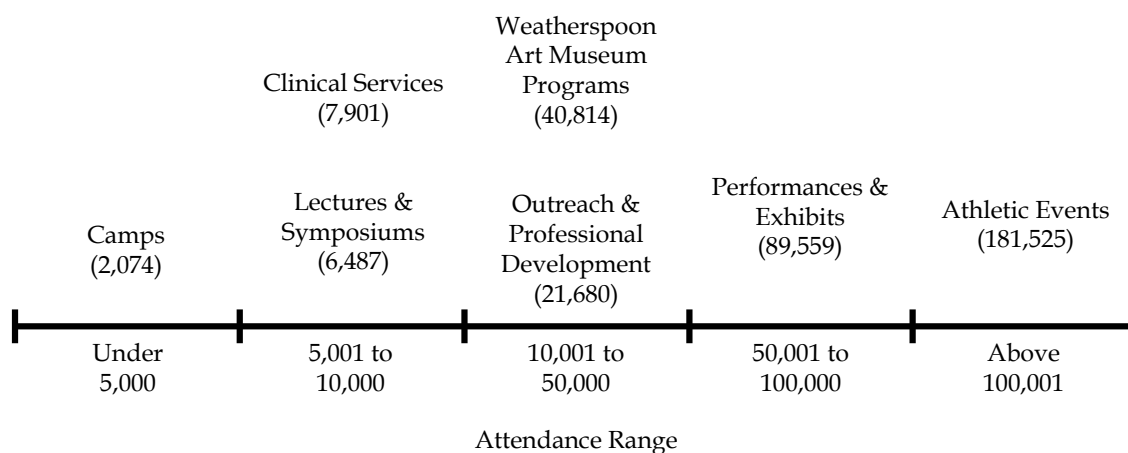 Weatherspoon
Art Museum
Programs
(40,814)
Clinical Services
(7,901)
Camps
(2,074)
Lectures &
Symposiums
(6,487)
Outreach &
Professional
Development
(21,680)
Performances &
Exhibits
(89,559)
Athletic Events
(181,525)
Under
5,000
5,001 to
10,000
10,001 to
50,000
50,001 to
100,000
Above
100,001
Attendance Range